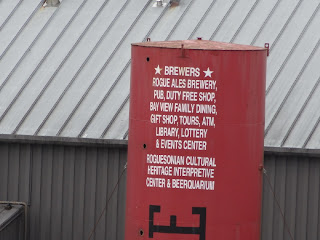 ★ BREWERS ★
ROGUE ALES BREWERY,
PUB, DUTY FREE SHOP,
BAY VIEW FAMILY DINING,
GIFT SHOP, TOURS, ATM,
LIBRARY, LOTTERY
& EVENTS CENTER
ROGUESONIAN CULTURAL
HERITAGE INTERPRETIVE
CENTER & BEERQUARIUM
E